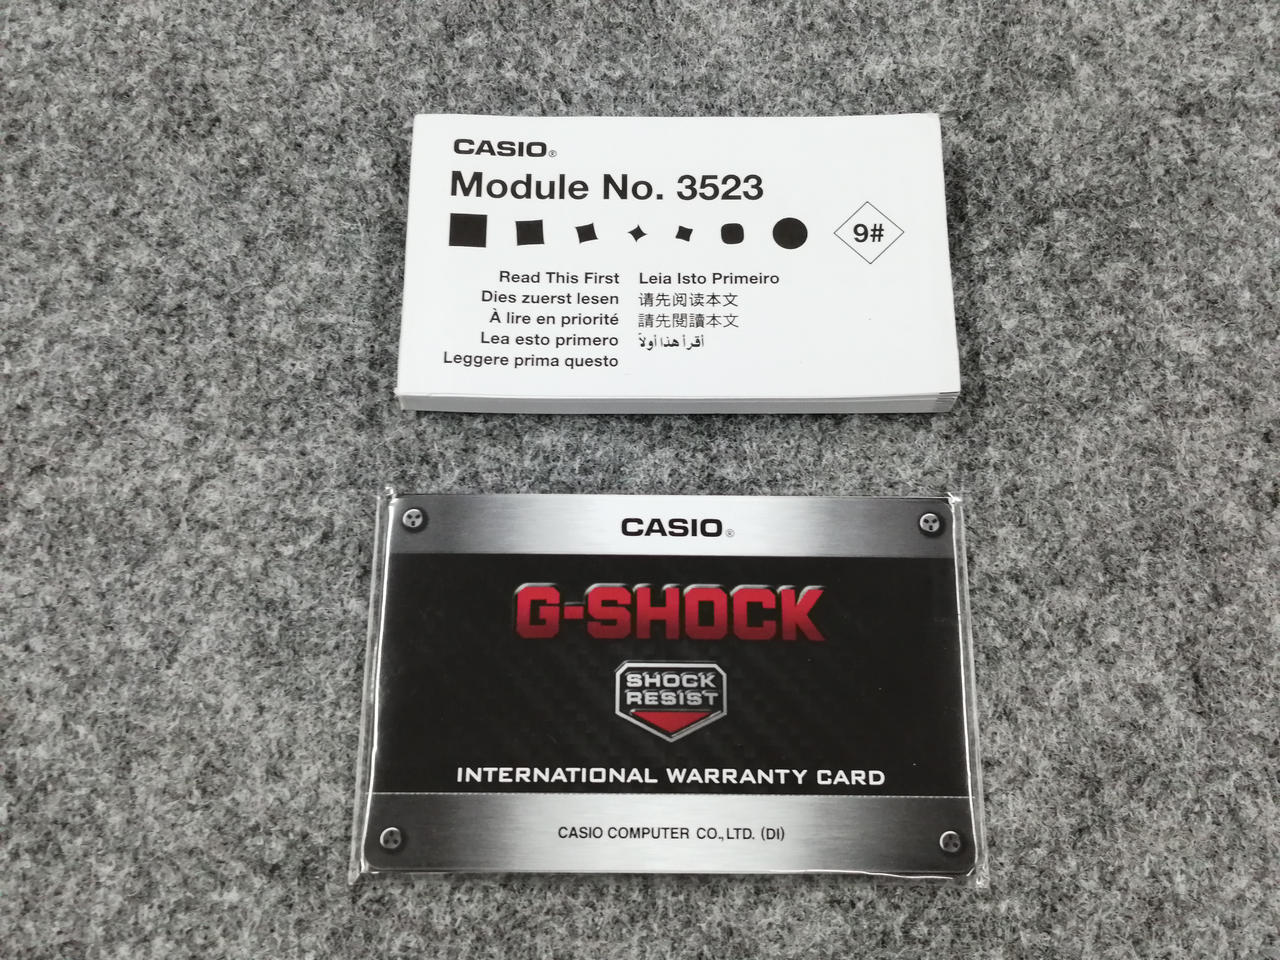 CASIO®
Module No. 3523
9#
Read This First
Dies zuerst lesen
À lire en priorité
Lea esto primero
Leggere prima questo
Leia Isto Primeiro
请先阅读本文
請先閱讀本文
أقرأ هذا أولاً
CASIO®
G-SHOCK
SHOCK
RESIST
INTERNATIONAL WARRANTY CARD
CASIO COMPUTER CO., LTD. (DI)